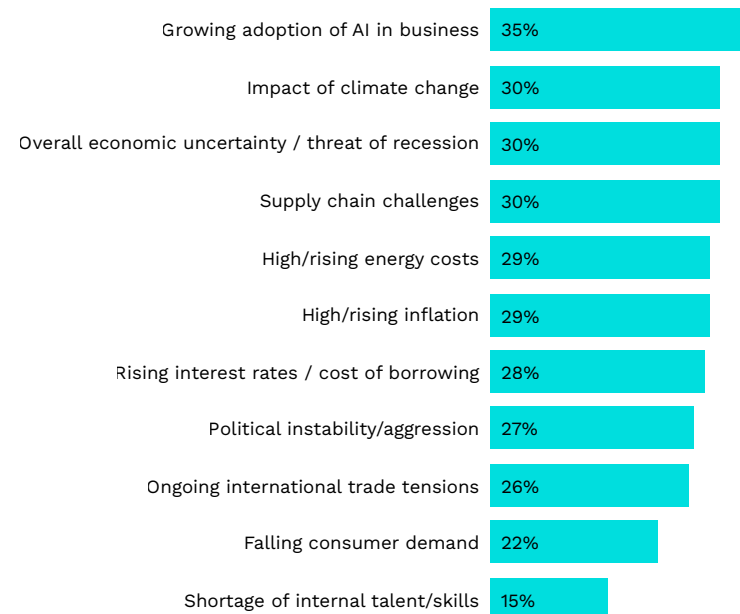 Growing adoption of AI in business 35%
Impact of climate change 30%
Overall economic uncertainty / threat of recession 30%
Supply chain challenges 30%
High/rising energy costs 29%
High/rising inflation 29%
Rising interest rates / cost of borrowing 28%
Political instability/aggression 27%
Ongoing international trade tensions 26%
Falling consumer demand 22%
Shortage of internal talent/skills 15%